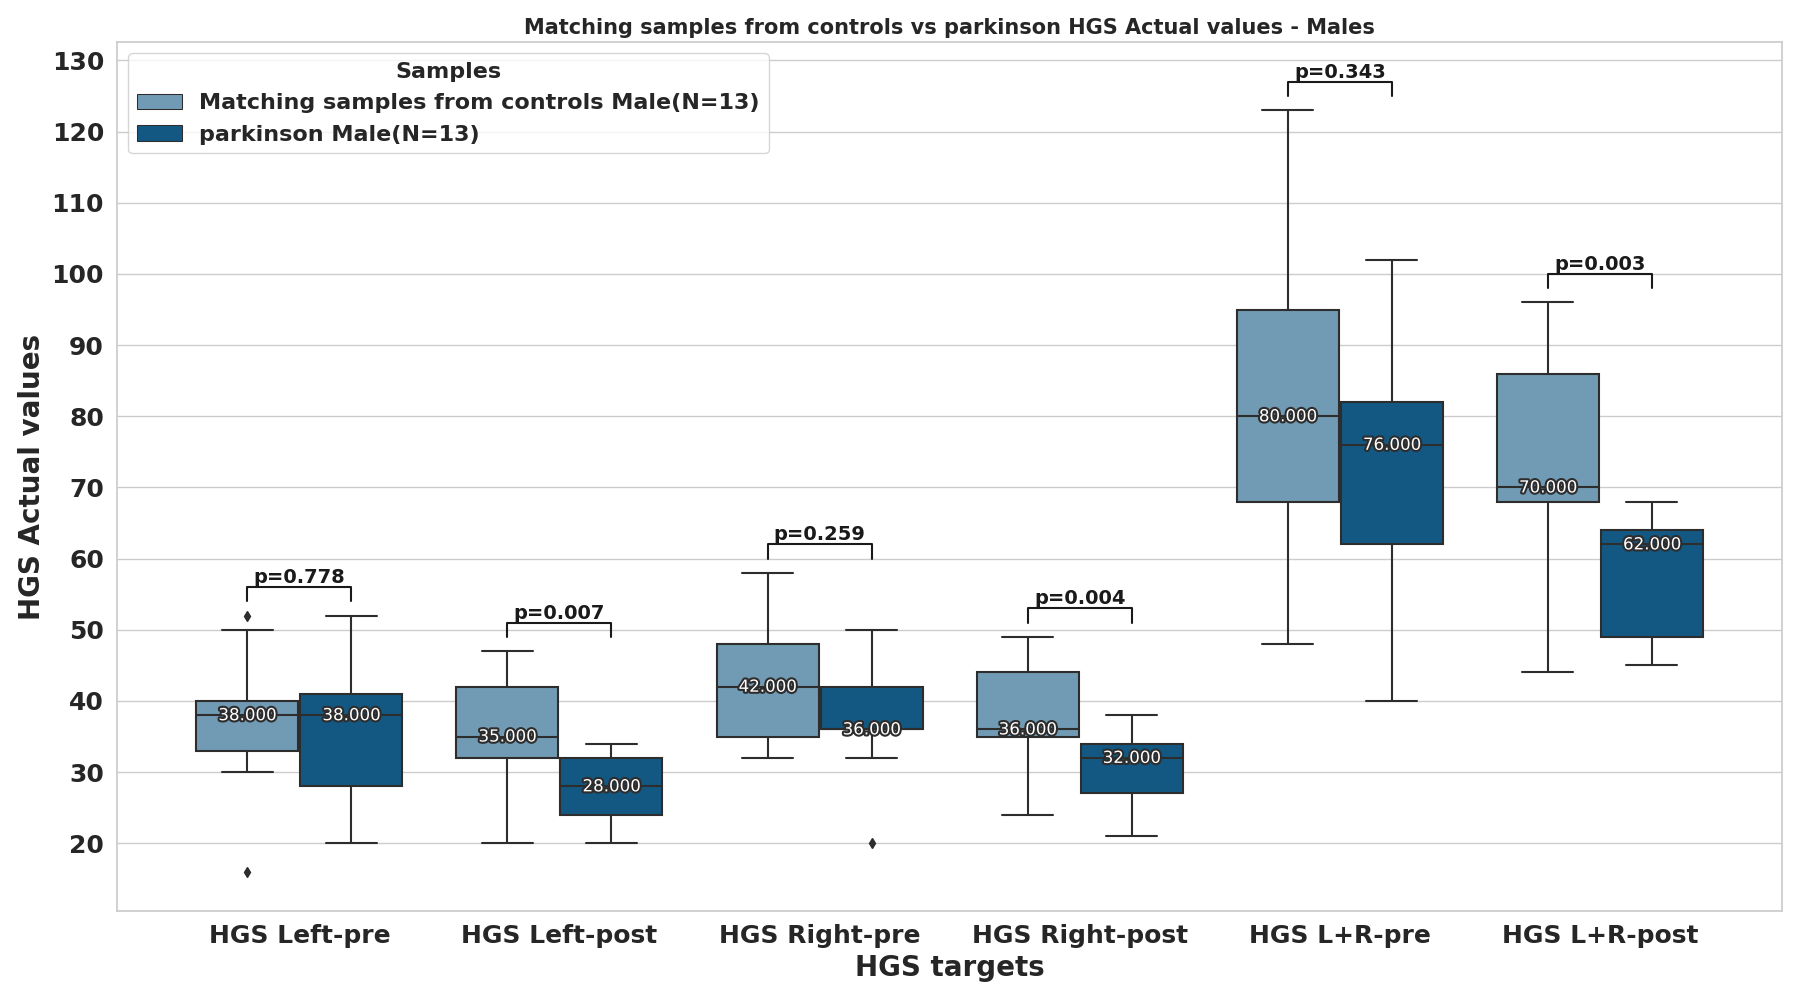 Matching samples from controls vs parkinson HGS Actual values - Males
Samples
Matching samples from controls Male(N=13)
parkinson Male(N=13)
HGS Actual values
130
120
110
100
90
80
70
60
50
40
30
20
p=0.778
p=0.007
p=0.259
p=0.004
p=0.343
p=0.003
38.000
38.000
35.000
28.000
42.000
36.000
36.000
32.000
80.000
76.000
70.000
62.000
HGS Left-pre
HGS Left-post
HGS Right-pre
HGS Right-post
HGS L+R-pre
HGS L+R-post
HGS targets